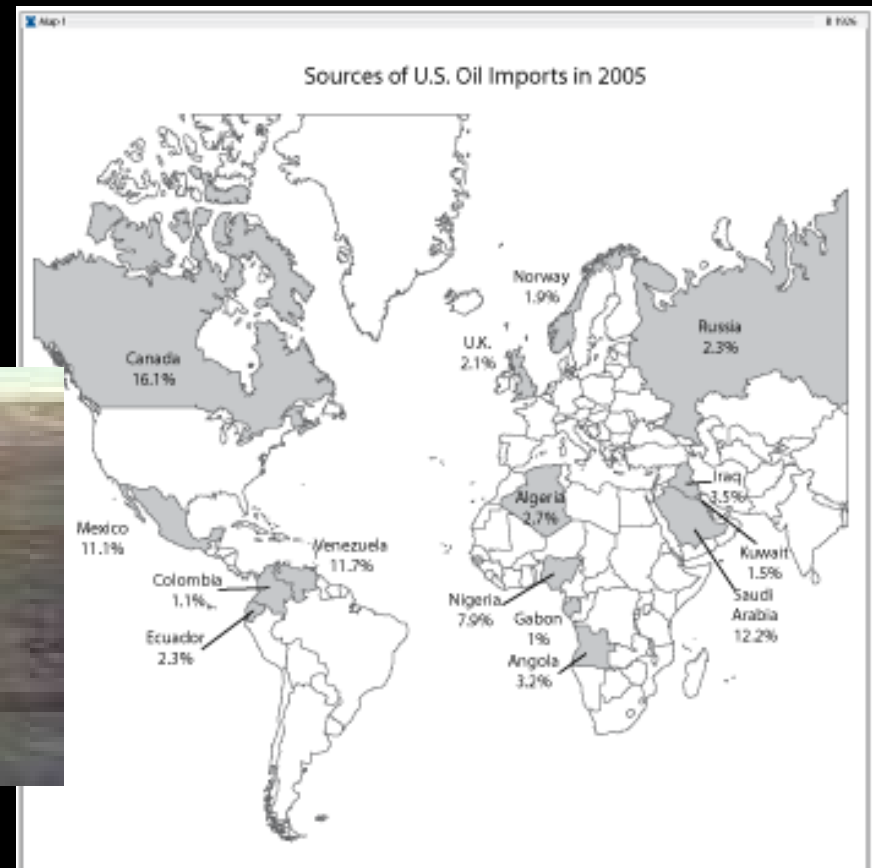 Map 1
Sources of U.S. Oil Imports in 2005
Norway
1.9%
U.K.
2.1%
Russia
2.3%
Canada
16.1%
Algeria
2.7%
Iraq
3.5%
Mexico
11.1%
Venezuela
11.7%
Kuwait
1.5%
Colombia
1.1%
Nigeria
7.9%
Gabon
1%
Saudi
Arabia
12.2%
Ecuador
2.3%
Angola
3.2%